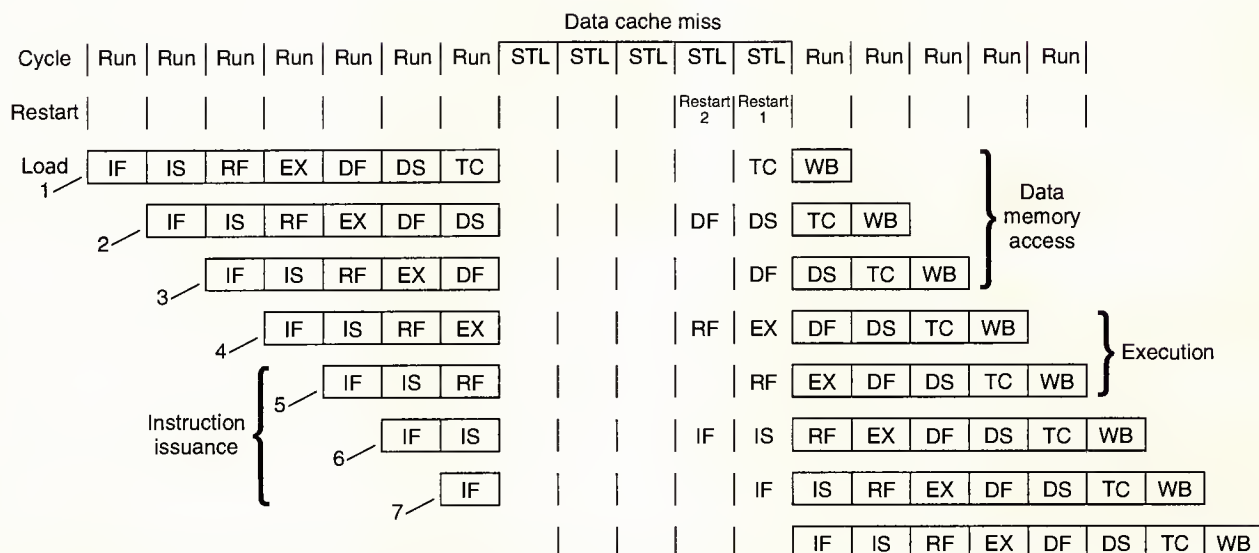 Data cache miss
Cycle Run Run Run Run Run Run Run STL STL STL STL STL Run Run Run Run Run
Restart Restart 2 Restart 1
Load 1 IF IS RF EX DF DS TC TC WB
2 IF IS RF EX DF DS DF DS TC WB
Data memory access
3 IF IS RF EX DF DF DS TC WB
4 IF IS RF EX RF EX DF DS TC WB
Execution
5 IF IS RF RF EX DF DS TC WB
Instruction issuance
6 IF IS IF IS RF EX DF DS TC WB
7 IF IF IS RF EX DF DS TC WB
IF IS RF EX DF DS TC WB